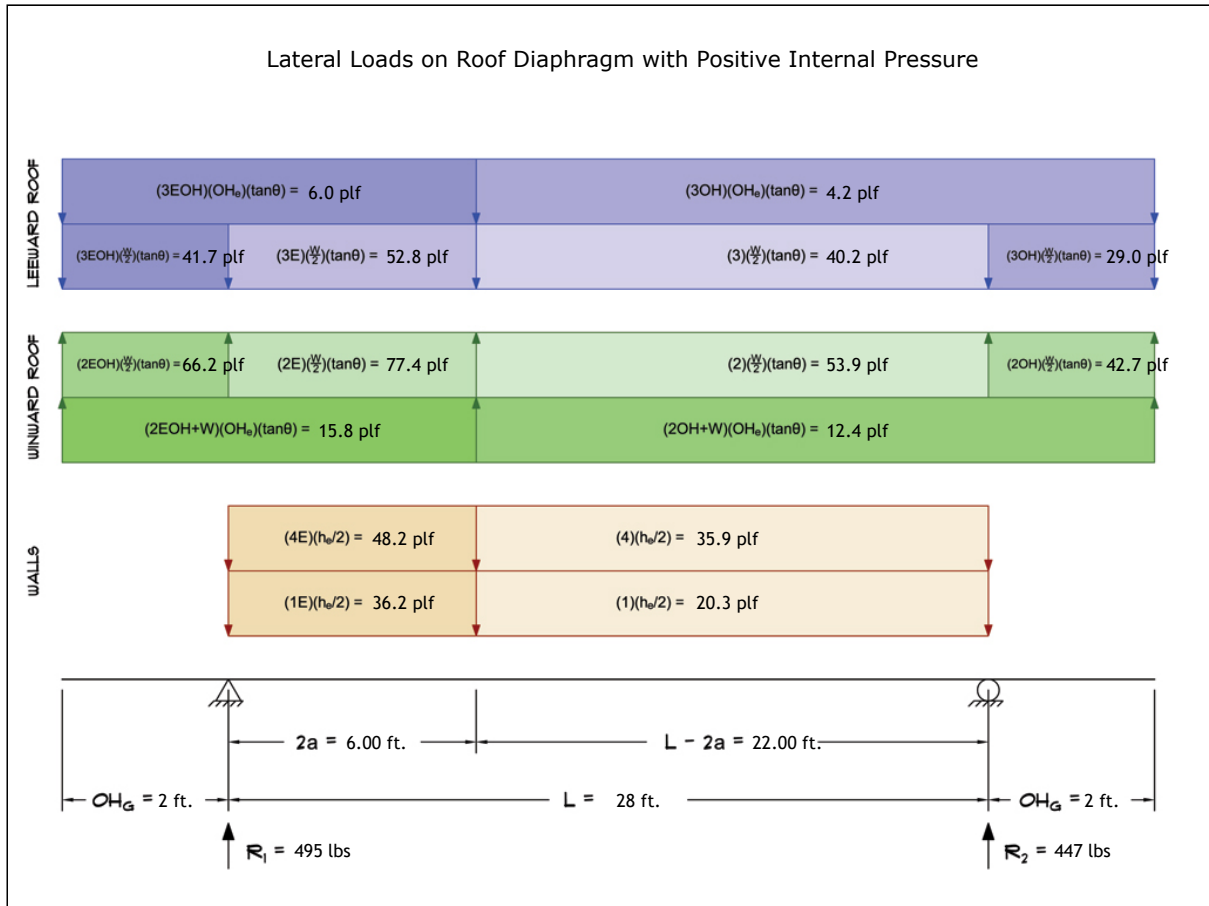 Lateral Loads on Roof Diaphragm with Positive Internal Pressure
LEEWARD ROOF
(3EOH)(OHₑ)(tanθ) = 6.0 plf
(3OH)(OHₑ)(tanθ) = 4.2 plf
(3EOH)(W/2)(tanθ) = 41.7 plf
(3E)(W/2)(tanθ) = 52.8 plf
(3)(W/2)(tanθ) = 40.2 plf
(3OH)(W/2)(tanθ) = 29.0 plf
WINWARD ROOF
(2EOH)(W/2)(tanθ) = 66.2 plf
(2E)(W/2)(tanθ) = 77.4 plf
(2)(W/2)(tanθ) = 53.9 plf
(2OH)(W/2)(tanθ) = 42.7 plf
(2EOH+W)(OHₑ)(tanθ) = 15.8 plf
(2OH+W)(OHₑ)(tanθ) = 12.4 plf
WALLS
(4E)(hₑ/2) = 48.2 plf
(4)(hₑ/2) = 35.9 plf
(1E)(hₑ/2) = 36.2 plf
(1)(hₑ/2) = 20.3 plf
2a = 6.00 ft.
L - 2a = 22.00 ft.
OH_G = 2 ft.
L = 28 ft.
OH_G = 2 ft.
R₁ = 495 lbs
R₂ = 447 lbs